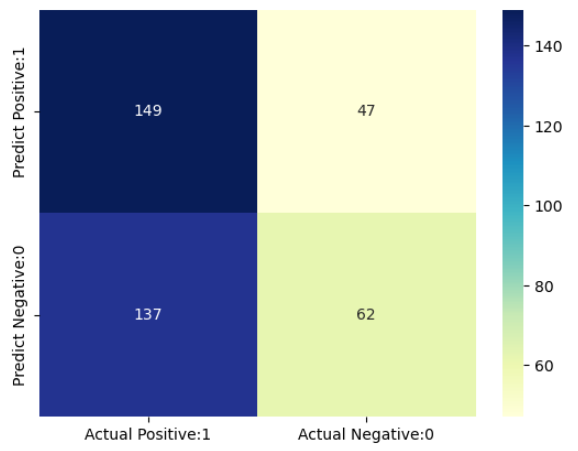 Predict Positive:1
149
47
Predict Negative:0
137
62
Actual Positive:1
Actual Negative:0
140
120
100
80
60